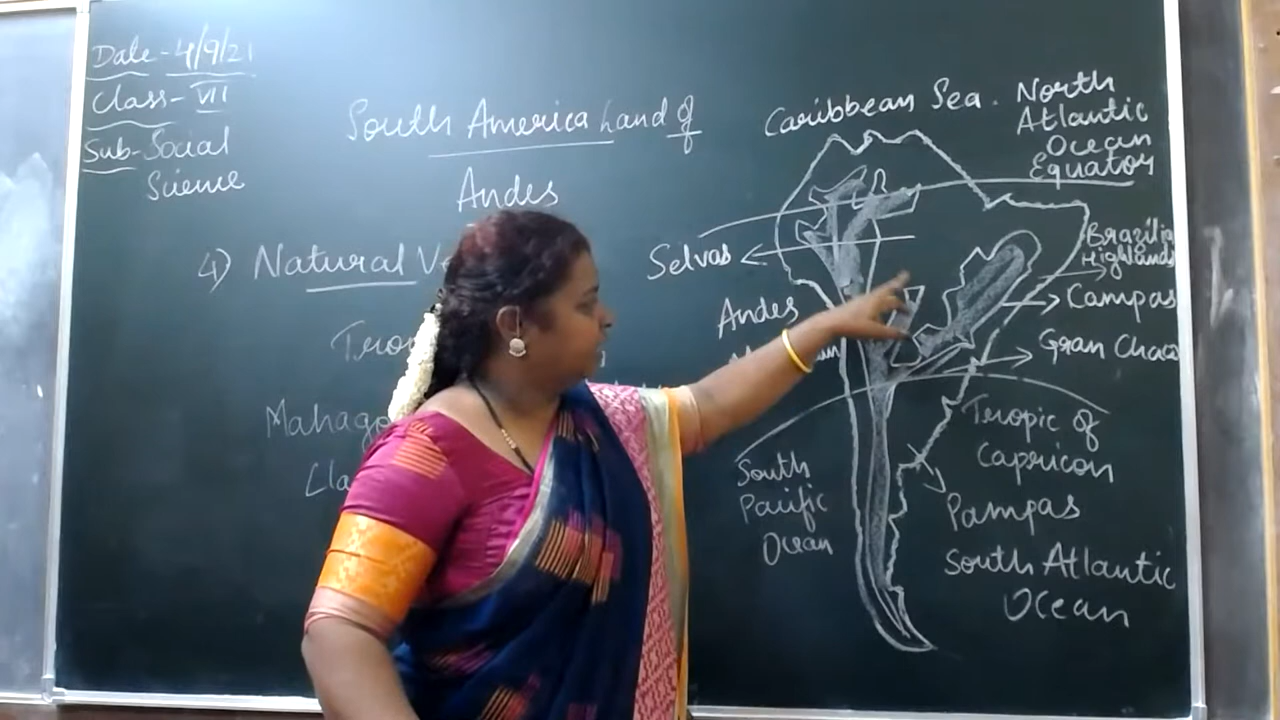 Date - 4/9/21
Class - VII
Sub - Social
Science
South America Land of
Andes
4) Natural
Selvas
Andes
Caribbean Sea.
North
Atlantic
Ocean
Equator
Brazilia
Highlands
Campas
Gran Chaco
Tropic of
Capricon
Pampas
South Atlantic
Ocean
South
Pacific
Ocean